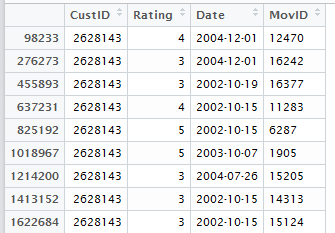 CustID Rating Date MovID
98233 2628143 4 2004-12-01 12470
276273 2628143 3 2004-12-01 16242
455893 2628143 3 2002-10-19 16377
637231 2628143 4 2002-10-15 11283
825192 2628143 5 2002-10-15 6287
1018967 2628143 5 2003-10-07 1905
1214200 2628143 3 2004-07-26 15205
1413152 2628143 3 2002-10-15 14313
1622684 2628143 3 2002-10-15 15124